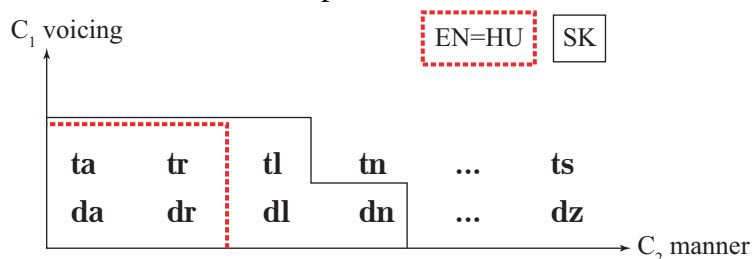 C₁ voicing
EN=HU SK
ta tr tl tn ... ts
da dr dl dn ... dz
C₂ manner